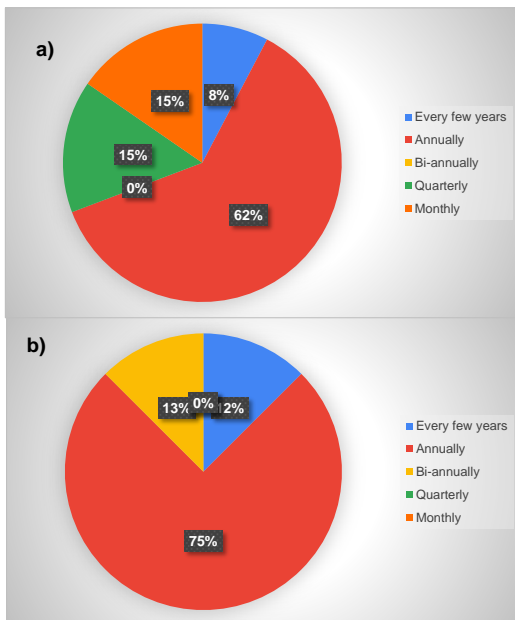 a)
15%
8%
15%
0%
62%
Every few years
Annually
Bi-annually
Quarterly
Monthly
b)
13%
0%
12%
75%
Every few years
Annually
Bi-annually
Quarterly
Monthly